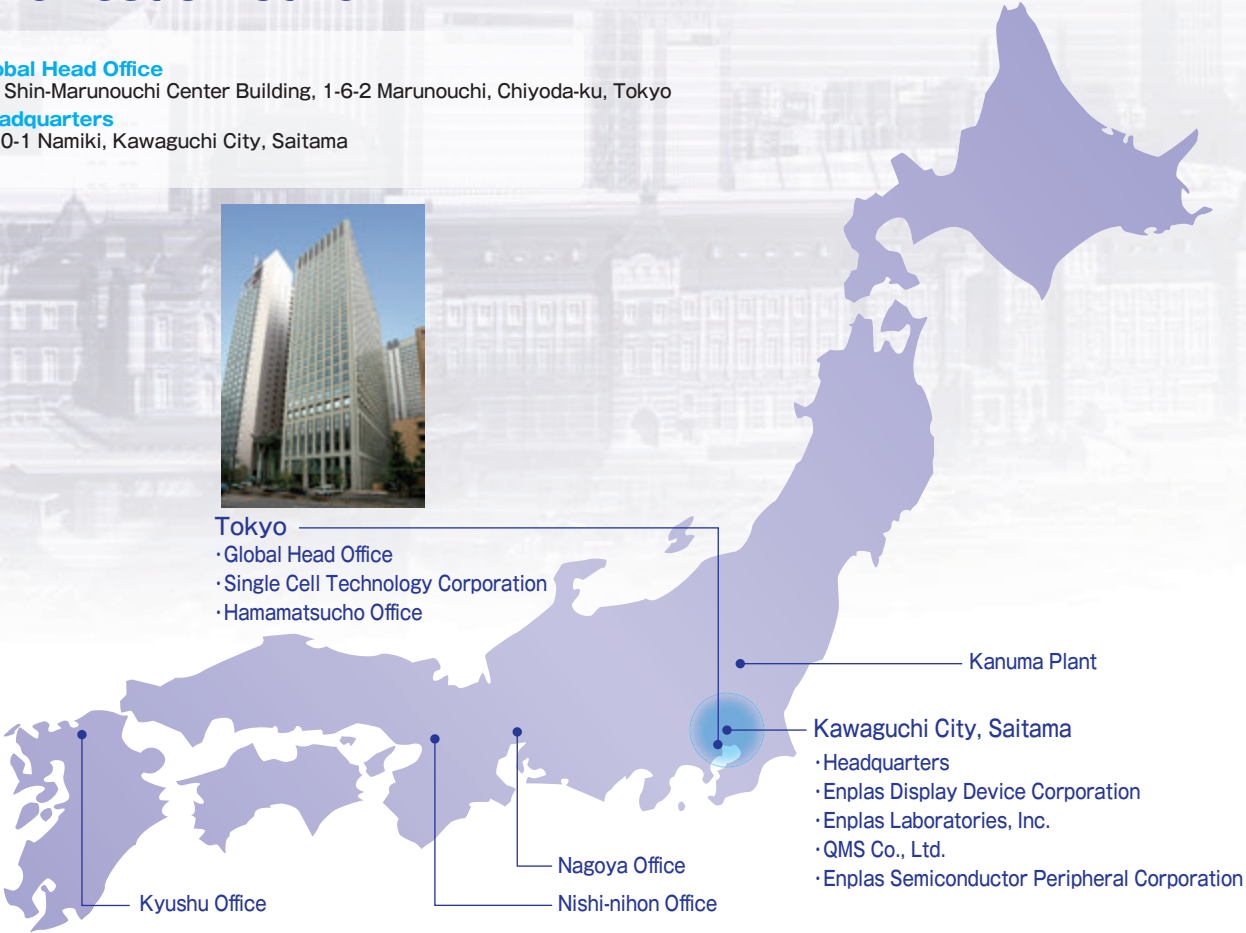 Global Head Office
Shin-Marunouchi Center Building, 1-6-2 Marunouchi, Chiyoda-ku, Tokyo
Headquarters
0-1 Namiki, Kawaguchi City, Saitama
Tokyo
·Global Head Office
·Single Cell Technology Corporation
·Hamamatsucho Office
Kanuma Plant
Kawaguchi City, Saitama
·Headquarters
·Enplas Display Device Corporation
·Enplas Laboratories, Inc.
·QMS Co., Ltd.
·Enplas Semiconductor Peripheral Corporation
Nagoya Office
Nishi-nihon Office
Kyushu Office